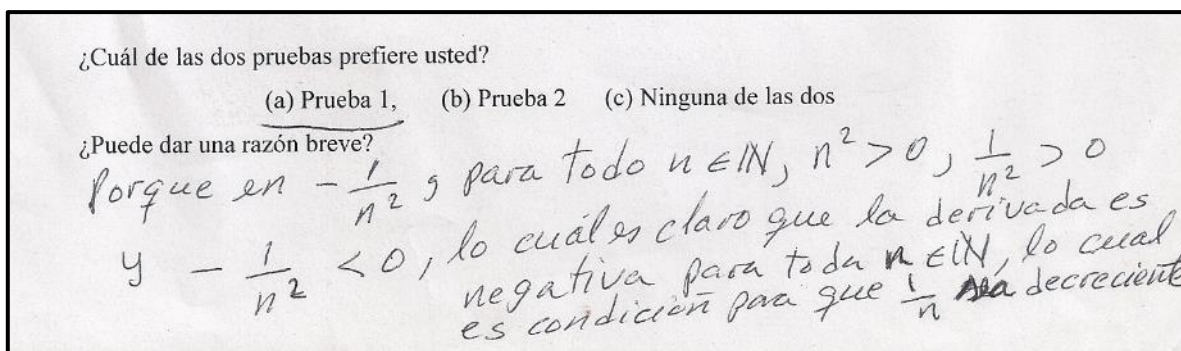 ¿Cuál de las dos pruebas prefiere usted?
(a) Prueba 1, (b) Prueba 2 (c) Ninguna de las dos
¿Puede dar una razón breve?
Porque en -1/n², para todo n∈ℕ, n²>0, 1/n²>0
y -1/n² <0, lo cuál es claro que la derivada es
negativa para toda n∈ℕ, lo cual
es condición para que 1/n sea decreciente